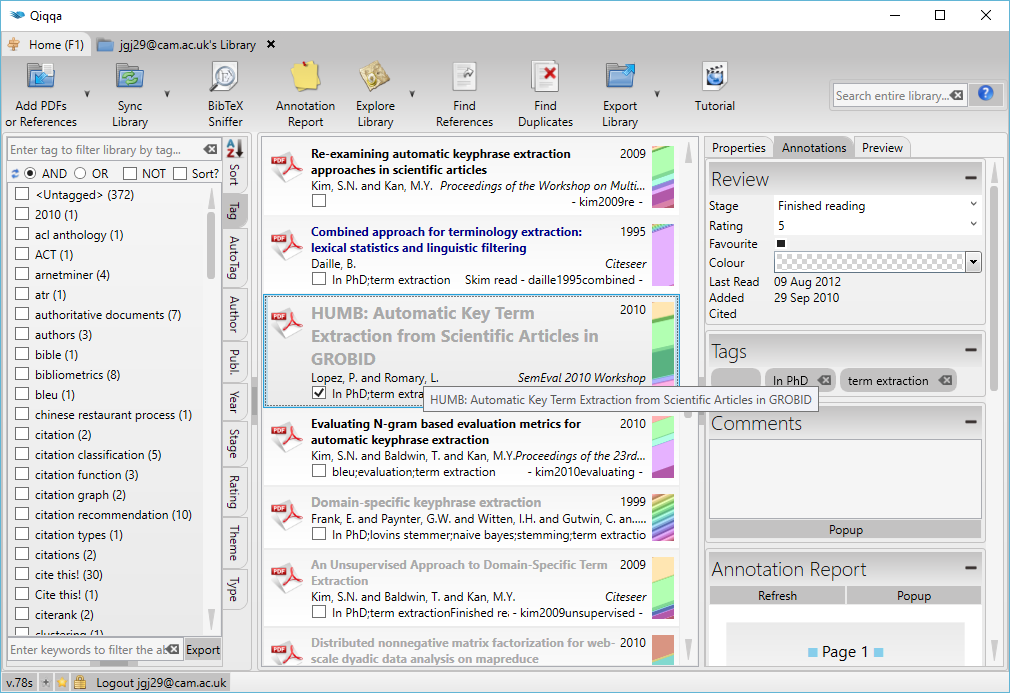 Qiqqa
Home (F1)
jgj29@cam.ac.uk's Library
Add PDFs
or References
Sync
Library
BibTeX
Sniffer
Annotation
Report
Explore
Library
Find
References
Find
Duplicates
Export
Library
Tutorial
Search entire library...
Enter tag to filter library by tag...
AND OR NOT Sort?
<Untagged> (372)
2010 (1)
acl anthology (1)
ACT (1)
arnetminer (4)
atr (1)
authoritative documents (7)
authors (3)
bible (1)
bibliometrics (8)
bleu (1)
chinese restaurant process (1)
citation (2)
citation classification (5)
citation function (3)
citation graph (2)
citation recommendation (10)
citation types (1)
citations (2)
cite this! (30)
Cite this! (1)
citerank (2)
clustering (1)
Enter keywords to filter the ab
Export
Sort
Tag
AutoTag
Author
Publ.
Year
Stage
Rating
Theme
Type
Re-examining automatic keyphrase extraction 2009
approaches in scientific articles
Kim, S.N. and Kan, M.Y. Proceedings of the Workshop on Multi...
- kim2009re -
Combined approach for terminology extraction: 1995
lexical statistics and linguistic filtering
Daille, B. Citeseer
In PhD;term extraction Skim read - daille1995combined -
HUMB: Automatic Key Term 2010
Extraction from Scientific Articles in
GROBID
Lopez, P. and Romary, L. SemEval 2010 Workshop
In PhD;term extra
HUMB: Automatic Key Term Extraction from Scientific Articles in GROBID
Evaluating N-gram based evaluation metrics for 2010
automatic keyphrase extraction
Kim, S.N. and Baldwin, T. and Kan, M.Y. Proceedings of the 23rd...
bleu;evaluation;term extraction - kim2010evaluating -
Domain-specific keyphrase extraction 1999
Frank, E. and Paynter, G.W. and Witten, I.H. and Gutwin, C. an.....
In PhD;lovins stemmer;naive bayes;stemming;term extractio
An Unsupervised Approach to Domain-Specific Term 2009
Extraction
Kim, S.N. and Baldwin, T. and Kan, M.Y. Citeseer
In PhD;term extractionFinished re. - kim2009unsupervised -
Distributed nonnegative matrix factorization for web- 2010
scale dyadic data analysis on mapreduce
Properties
Annotations
Preview
Review
Stage Finished reading
Rating 5
Favourite
Colour
Last Read 09 Aug 2012
Added 29 Sep 2010
Cited
Tags
In PhD
term extraction
Comments
Popup
Annotation Report
Refresh
Popup
Page 1
v.78s
+
Logout jgj29@cam.ac.uk